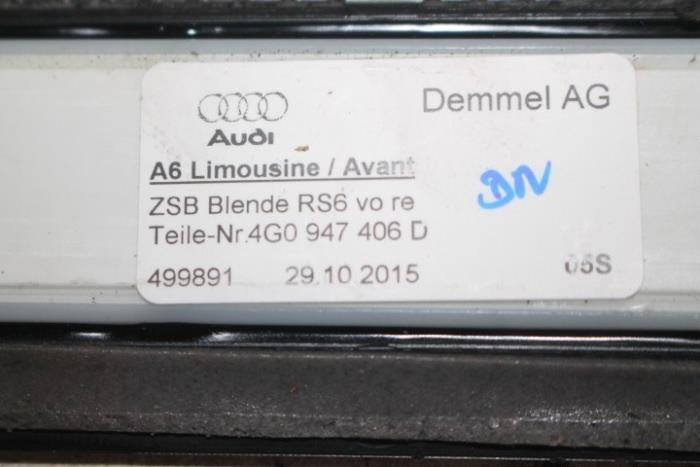 Audi
Demmel AG
A6 Limousine / Avant
ZSB Blende RS6 vo re
Teile-Nr.4G0 947 406 D
499891 29.10.2015 05S